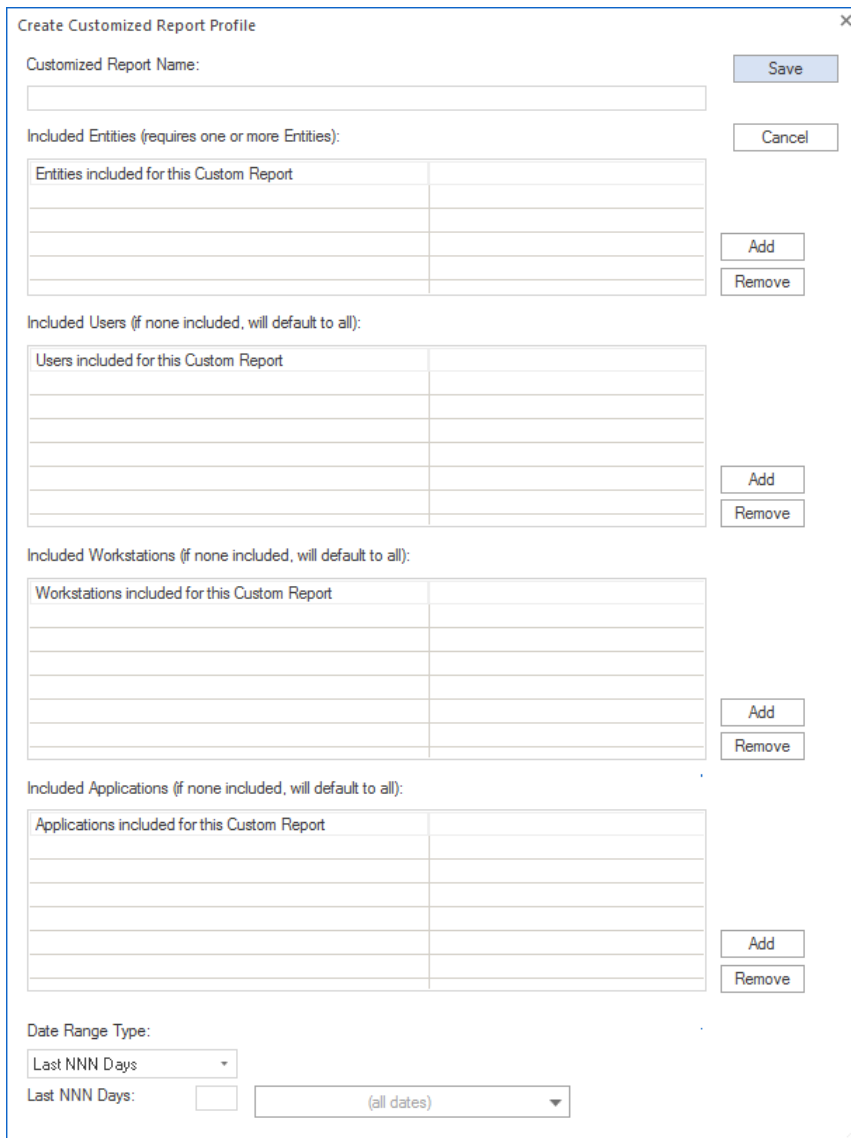 Create Customized Report Profile
Customized Report Name:
Save
Included Entities (requires one or more Entities):
Cancel
Entities included for this Custom Report
Add
Remove
Included Users (if none included, will default to all):
Users included for this Custom Report
Add
Remove
Included Workstations (if none included, will default to all):
Workstations included for this Custom Report
Add
Remove
Included Applications (if none included, will default to all):
Applications included for this Custom Report
Add
Remove
Date Range Type:
Last NNN Days
Last NNN Days:
(all dates)